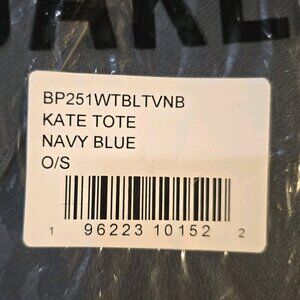 BP251WTBLTVNB
KATE TOTE
NAVY BLUE
O/S
1 96223 10152 2